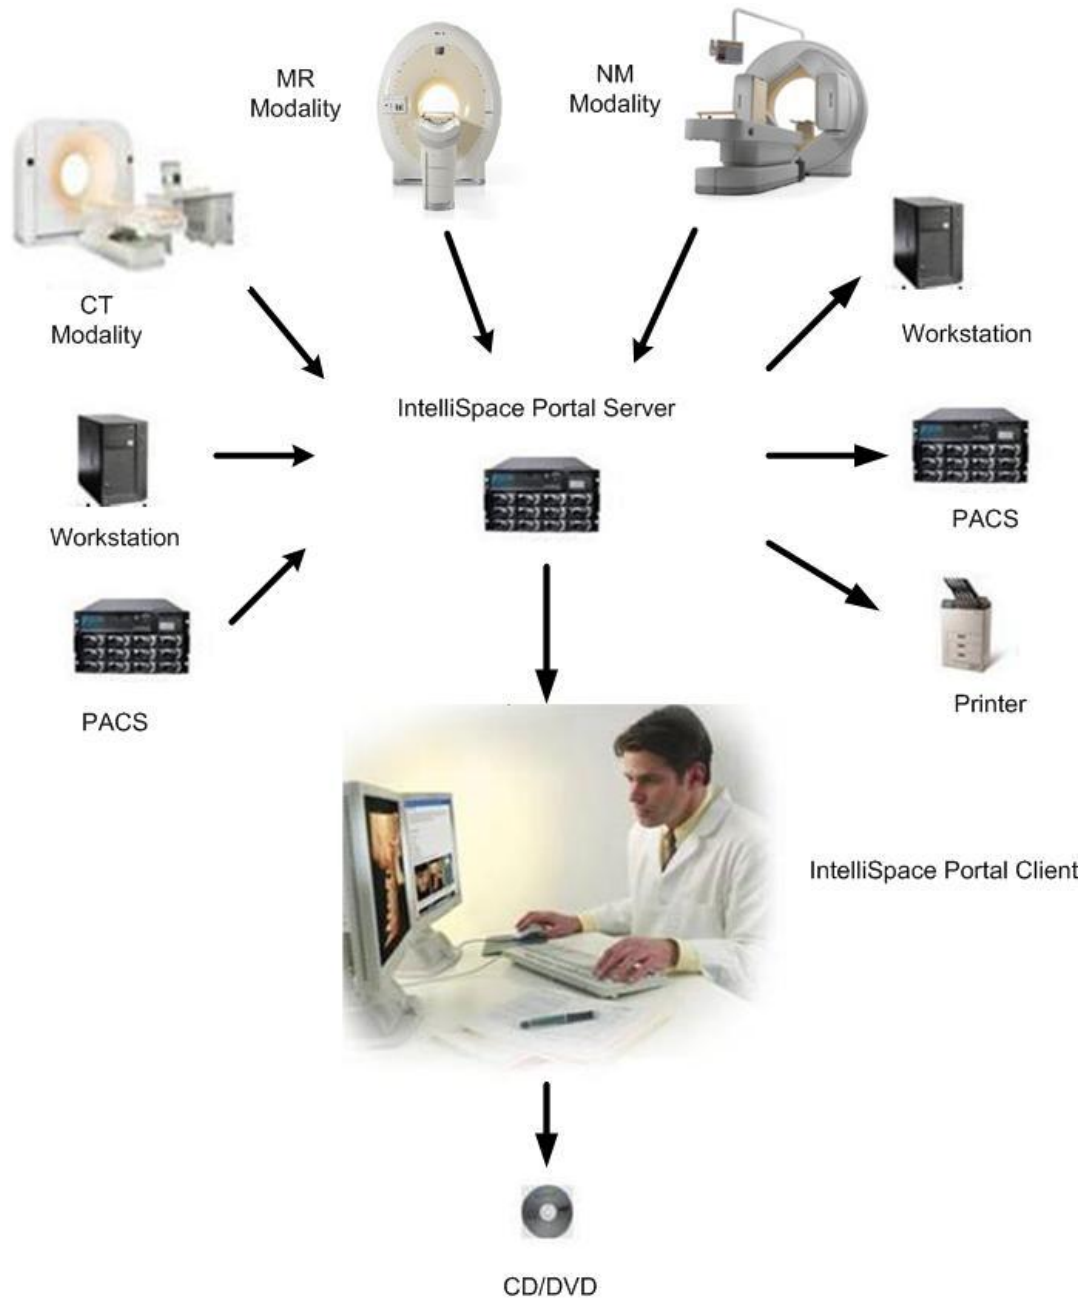 MR
Modality
NM
Modality
CT
Modality
Workstation
IntelliSpace Portal Server
Workstation
PACS
PACS
Printer
IntelliSpace Portal Client
CD/DVD